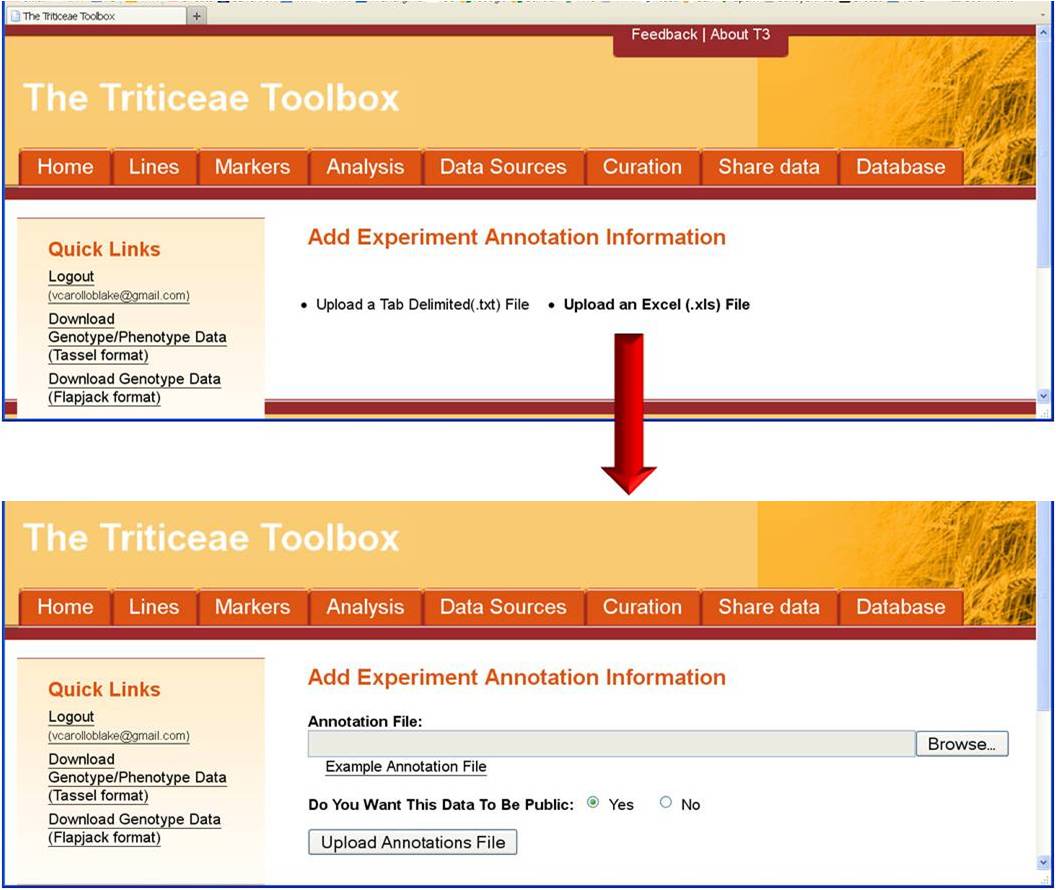 The Triticeae Toolbox
+
Feedback | About T3
The Triticeae Toolbox
Home Lines Markers Analysis Data Sources Curation Share data Database
Quick Links
Logout
(vcarolloblake@gmail.com)
Download
Genotype/Phenotype Data
(Tassel format)
Download Genotype Data
(Flapjack format)
Add Experiment Annotation Information
• Upload a Tab Delimited(.txt) File • Upload an Excel (.xls) File
The Triticeae Toolbox
Home Lines Markers Analysis Data Sources Curation Share data Database
Quick Links
Logout
(vcarolloblake@gmail.com)
Download
Genotype/Phenotype Data
(Tassel format)
Download Genotype Data
(Flapjack format)
Add Experiment Annotation Information
Annotation File:
Browse...
Example Annotation File
Do You Want This Data To Be Public: Yes No
Upload Annotations File